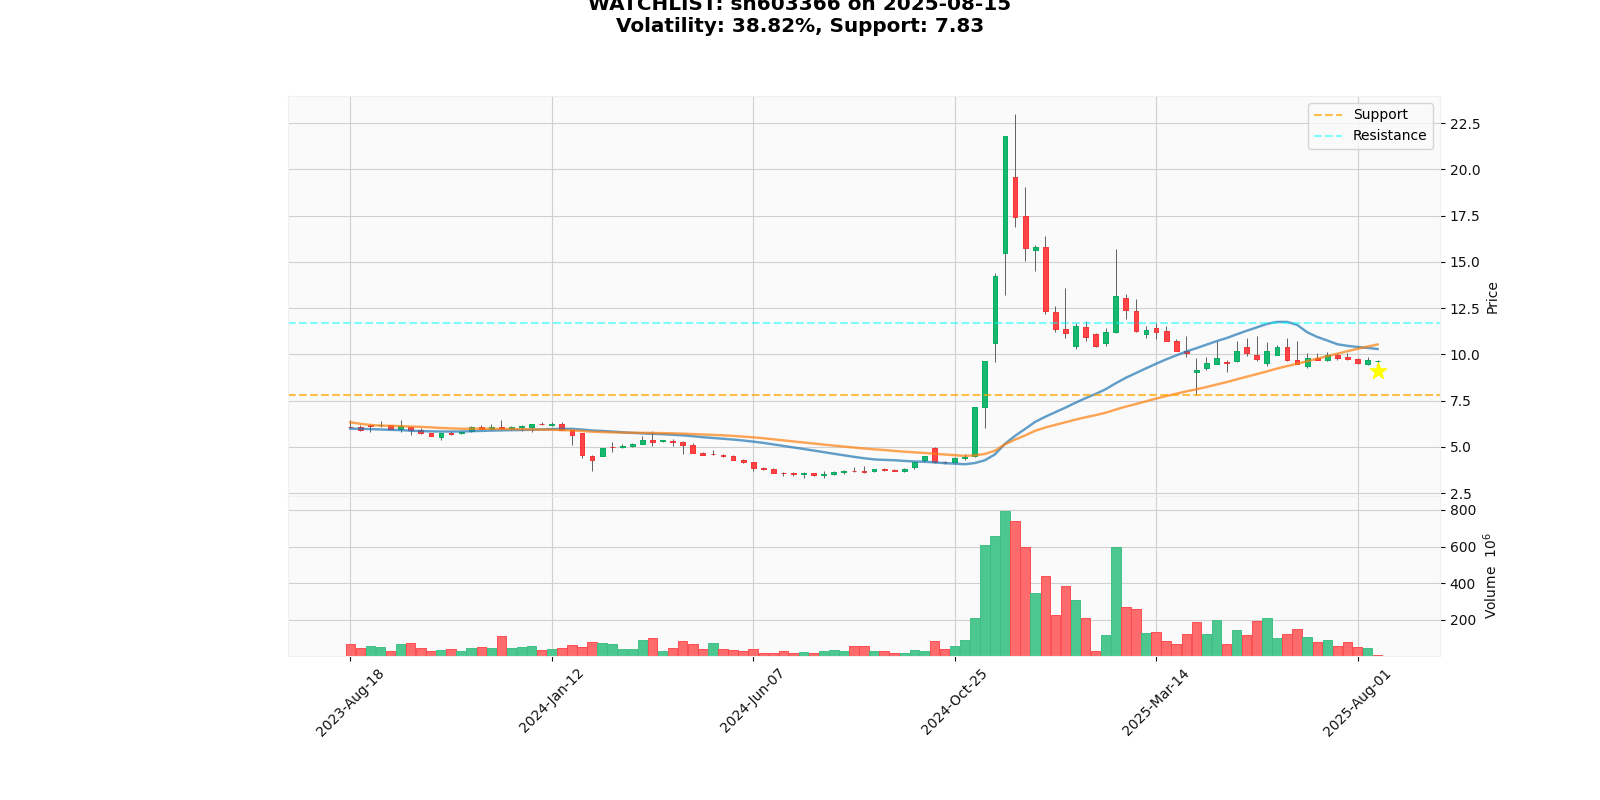 WATCHLIST: sh603366 on 2025-08-15
Volatility: 38.82%, Support: 7.83
Support
Resistance
22.5
20.0
17.5
15.0
12.5
10.0
7.5
5.0
2.5
Price
800
600
400
200
Volume 10^6
2023-Aug-18
2024-Jan-12
2024-Jun-07
2024-Oct-25
2025-Mar-14
2025-Aug-01